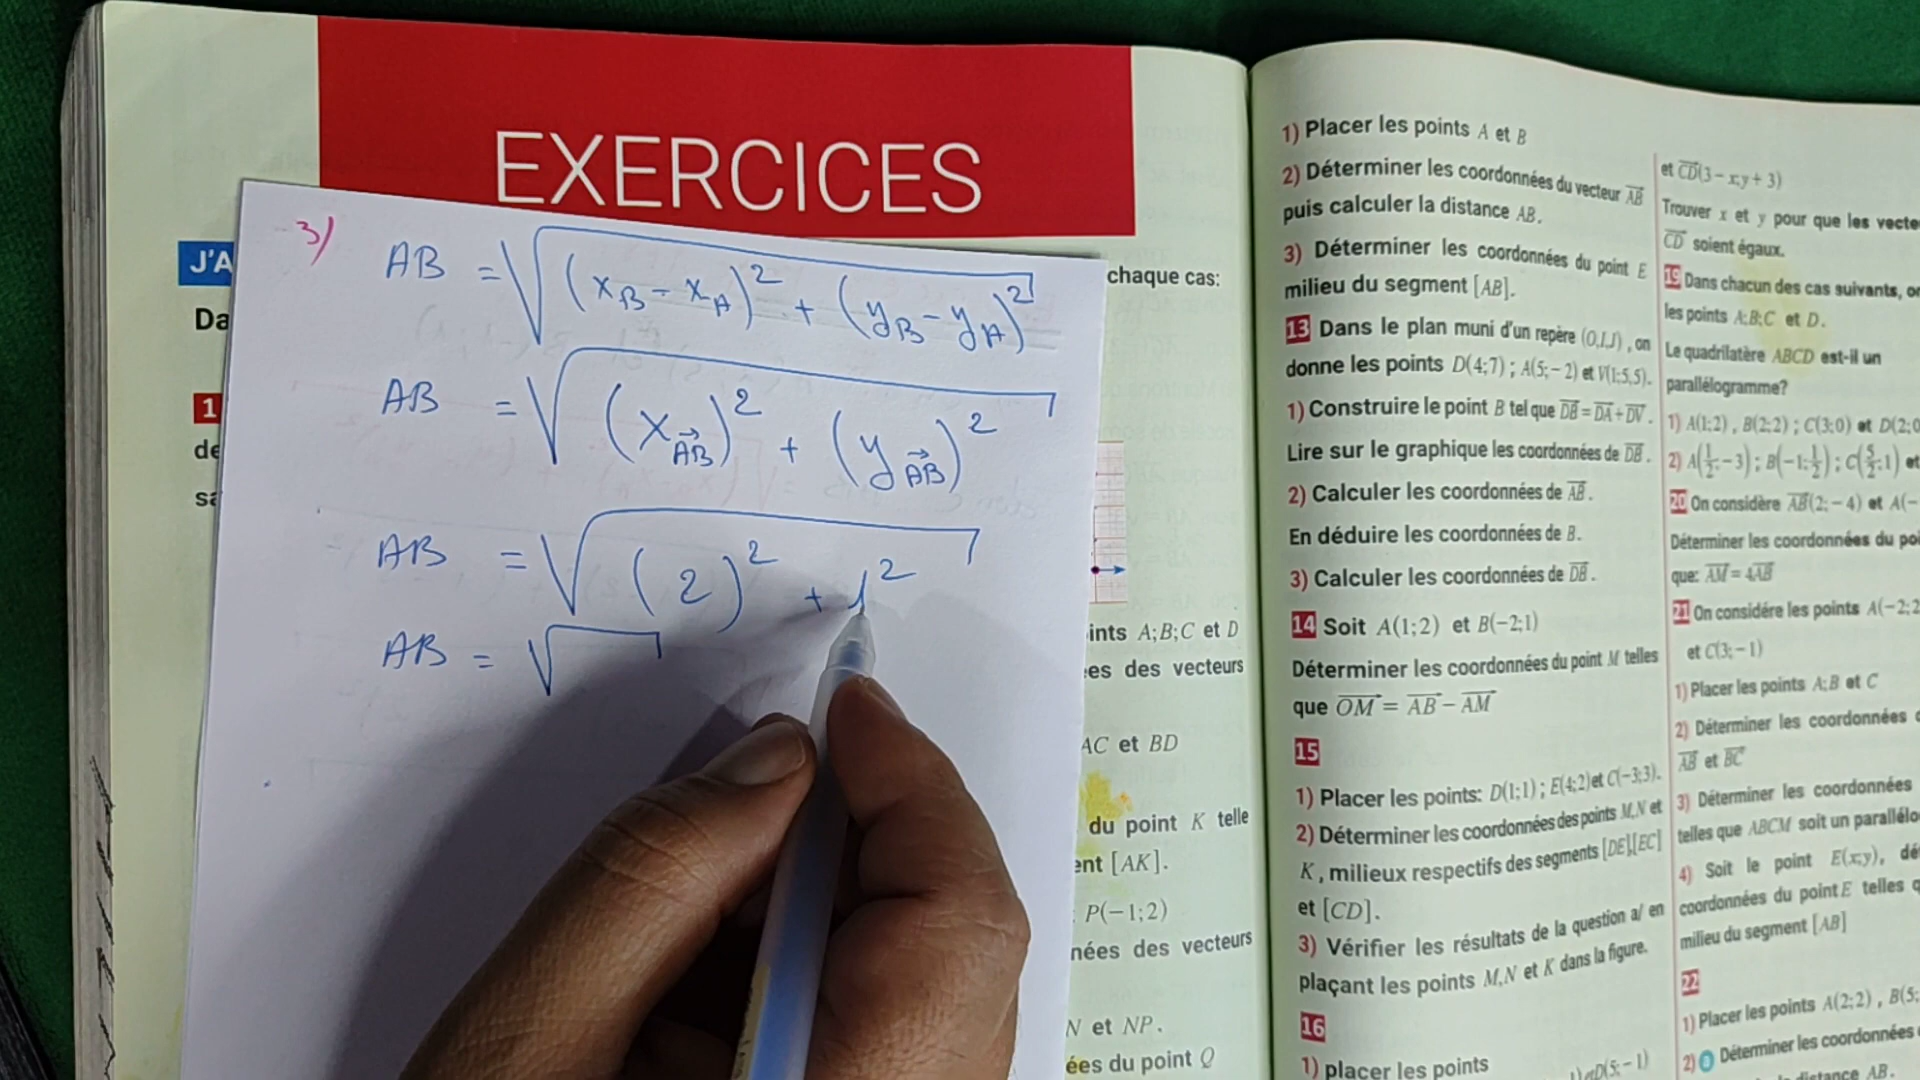 EXERCICES
J'A
chaque cas:
Da
1
de
sa
3)
AB = √(x_B - x_A)² + (y_B - y_A)²
AB = √(x_AB⃗)² + (y_AB⃗)²
AB = √(2)² + 1²
AB = √
ints A;B;C et D
es des vecteurs
AC et BD
du point K telle
ent [AK].
P(−1;2)
nées des vecteurs
N et NP.
ées du point Q
1) Placer les points A et B
2) Déterminer les coordonnées du vecteur AB⃗
puis calculer la distance AB.
3) Déterminer les coordonnées du point E
milieu du segment [AB].
13 Dans le plan muni d'un repère (O,I,J), on
donne les points D(4;7) ; A(5;−2) et V(1;5,5).
1) Construire le point B tel que DB⃗ = DA⃗ + DV⃗.
Lire sur le graphique les coordonnées de DB⃗.
2) Calculer les coordonnées de AB⃗.
En déduire les coordonnées de B.
3) Calculer les coordonnées de DB⃗.
14 Soit A(1;2) et B(−2;1)
Déterminer les coordonnées du point M telles
que OM⃗ = AB⃗ − AM⃗
15
1) Placer les points: D(1;1) ; E(4;2) et C(−3;3).
2) Déterminer les coordonnées des points M,N et
K, milieux respectifs des segments [DE],[EC]
et [CD].
3) Vérifier les résultats de la question a/ en
plaçant les points M,N et K dans la figure.
16
1) placer les points
D(5;−1)
et CD⃗(3 − x;y + 3)
Trouver x et y pour que les vecte
CD⃗ soient égaux.
19 Dans chacun des cas suivants, on
les points A;B;C et D.
Le quadrilatère ABCD est-il un
parallélogramme?
1) A(1;2) , B(2;2) ; C(3;0) et D(2;0
2) A(1/2;−3) ; B(−1;1/2) ; C(5/2;1) et
20 On considère AB⃗(2;−4) et A(−
Déterminer les coordonnées du poi
que: AM⃗ = 4AB⃗
21 On considére les points A(−2;2
et C(3;−1)
1) Placer les points A;B et C
2) Déterminer les coordonnées d
AB⃗ et BC⃗
3) Déterminer les coordonnées
telles que ABCM soit un parallélo
4) Soit le point E(x;y), dé
coordonnées du point E telles q
milieu du segment [AB]
22
1) Placer les points A(2;2) , B(5;
2) Déterminer les coordonnées
distance AB.